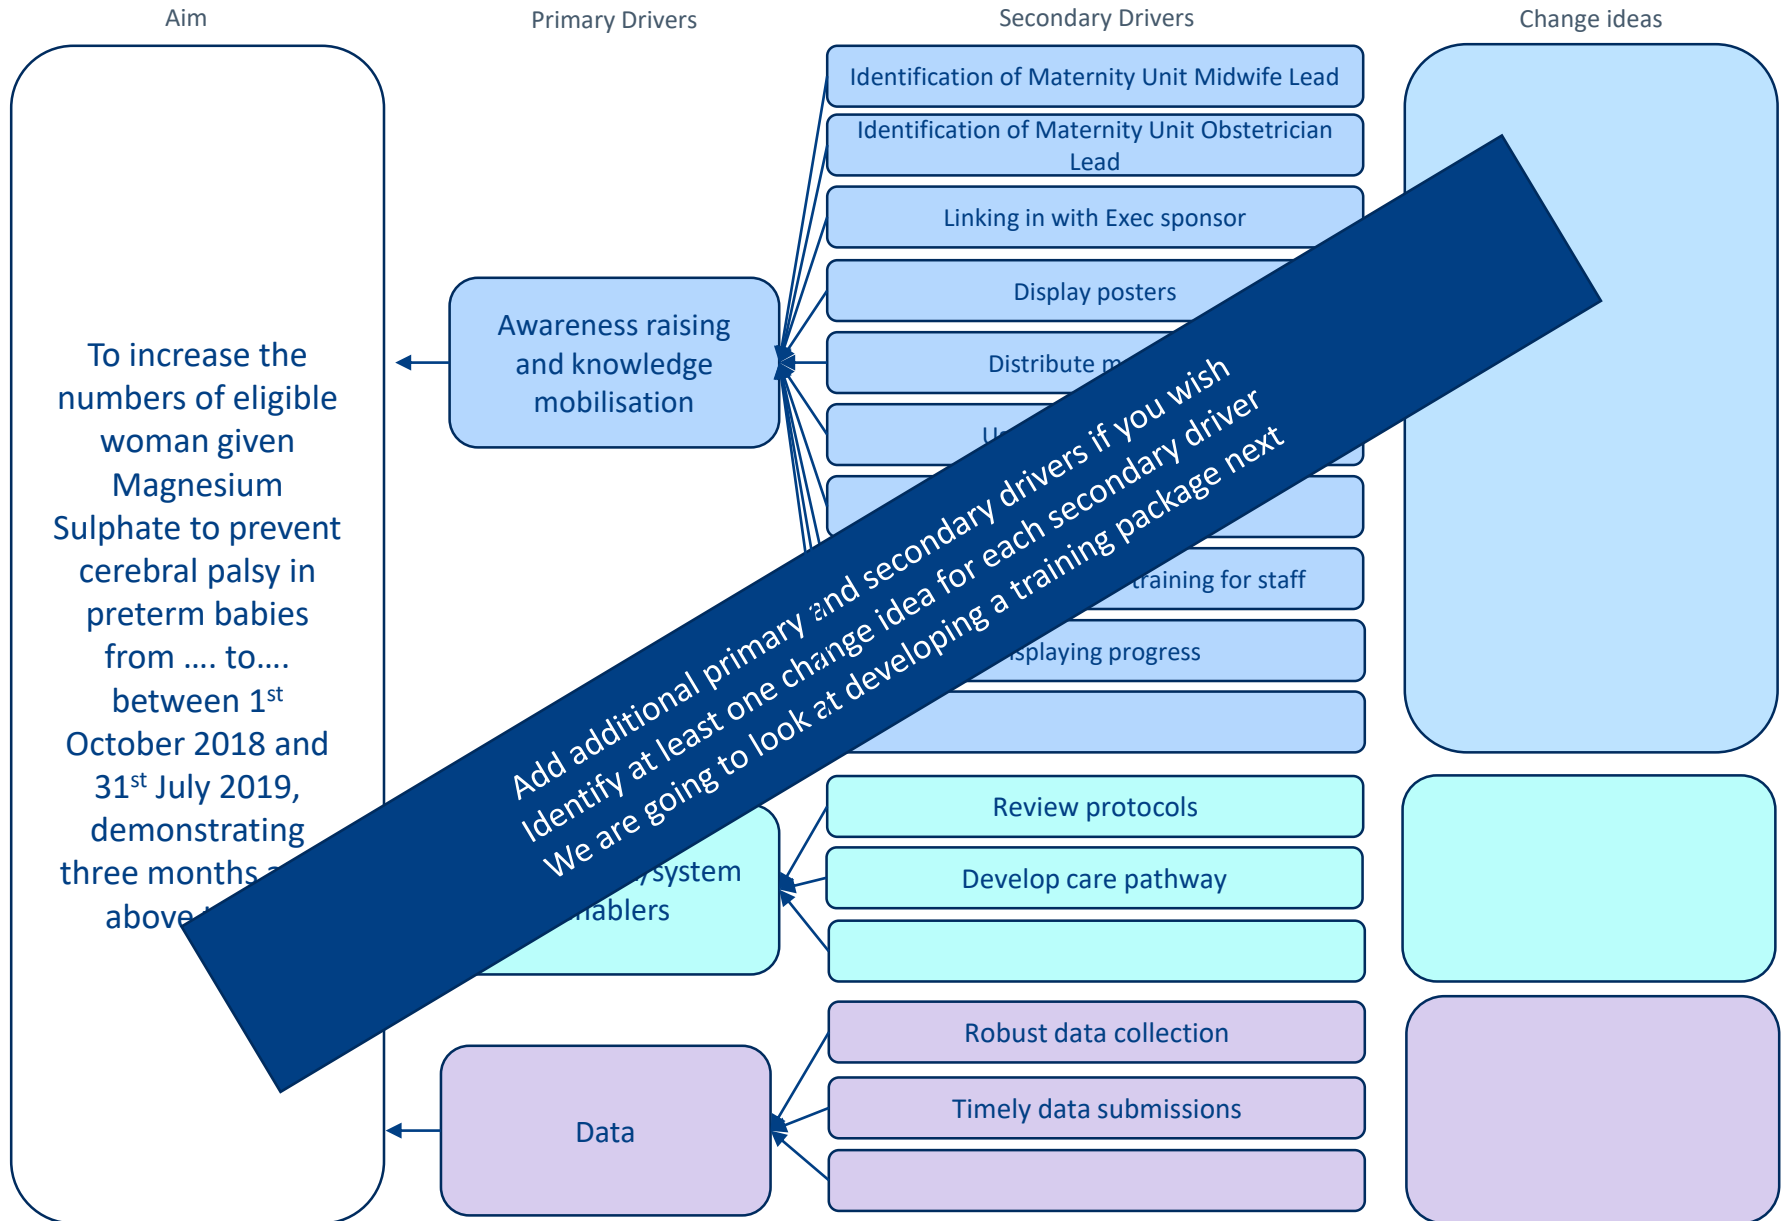 Aim
Primary Drivers
Secondary Drivers
Change ideas
To increase the
numbers of eligible
woman given
Magnesium
Sulphate to prevent
cerebral palsy in
preterm babies
from .... to....
between 1st
October 2018 and
31st July 2019,
demonstrating
three months
above
Awareness raising
and knowledge
mobilisation
system
Data
Identification of Maternity Unit Midwife Lead
Identification of Maternity Unit Obstetrician
Lead
Linking in with Exec sponsor
Display posters
Distribute
training for staff
progress
Review protocols
Develop care pathway
Robust data collection
Timely data submissions
Add additional primary and secondary drivers if you wish
Identify at least one change idea for each secondary driver
We are going to look at developing a training package next